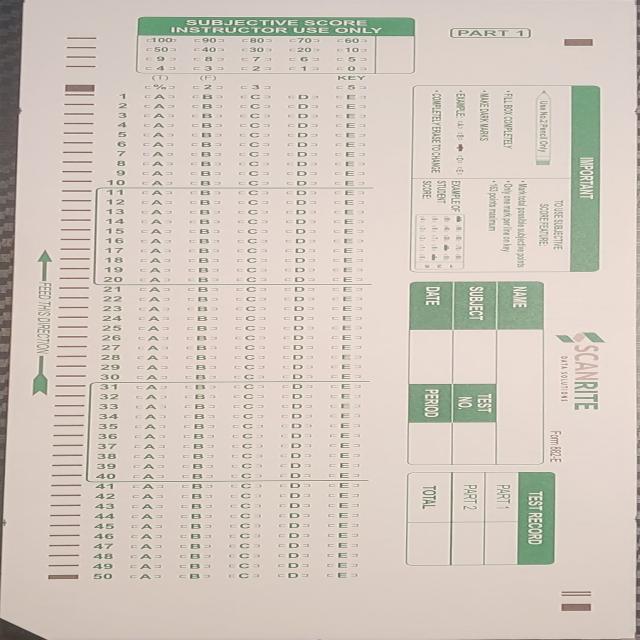 SUBJECTIVE SCORE
INSTRUCTOR USE ONLY
100 90 80 70 60
50 40 30 20 10
9 8 7 6 5
4 3 2 1 0
(T) (F) KEY
% 2 3 5
1 A B C D E
2 A B C D E
3 A B C D E
4 A B C D E
5 A B C D E
6 A B C D E
7 A B C D E
8 A B C D E
9 A B C D E
10 A B C D E
11 A B C D E
12 A B C D E
13 A B C D E
14 A B C D E
15 A B C D E
16 A B C D E
17 A B C D E
18 A B C D E
19 A B C D E
20 A B C D E
21 A B C D E
22 A B C D E
23 A B C D E
24 A B C D E
25 A B C D E
26 A B C D E
27 A B C D E
28 A B C D E
29 A B C D E
30 A B C D E
31 A B C D E
32 A B C D E
33 A B C D E
34 A B C D E
35 A B C D E
36 A B C D E
37 A B C D E
38 A B C D E
39 A B C D E
40 A B C D E
41 A B C D E
42 A B C D E
43 A B C D E
44 A B C D E
45 A B C D E
46 A B C D E
47 A B C D E
48 A B C D E
49 A B C D E
50 A B C D E
FEED THIS DIRECTION
PART 1
IMPORTANT
Use No.2 Pencil Only
• FILL BOX COMPLETELY
• MAKE DARK MARKS
• EXAMPLE:
• COMPLETELY ERASE TO CHANGE
TO USE SUBJECTIVE
SCORE FEATURE:
• Mark total possible subjective points
• Only one mark per line on key
• 162 points maximum
EXAMPLE OF
STUDENT
SCORE:
NAME
SUBJECT
TEST
NO.
DATE
PERIOD
SCANRITE
DATA SOLUTIONS
Form 882-E
TEST RECORD
PART 1
PART 2
TOTAL